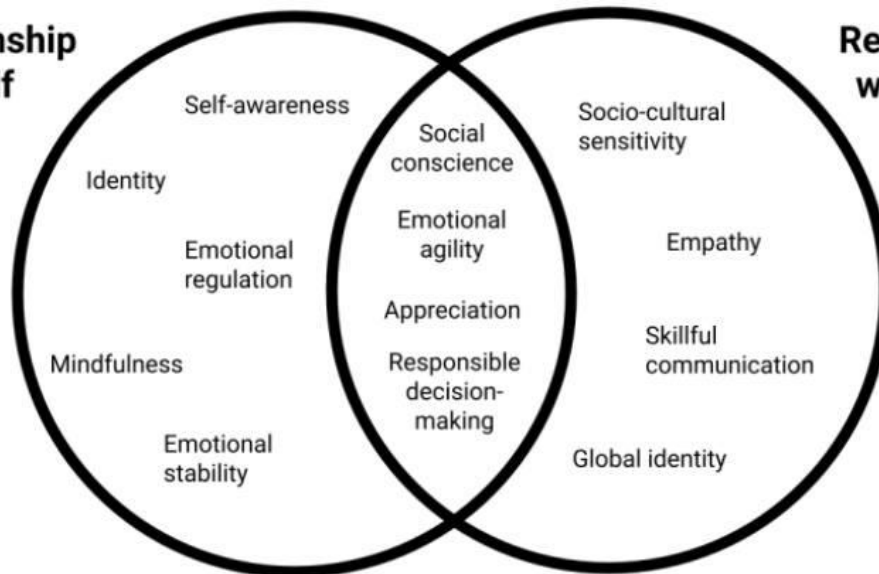 nship
f
Re
w
Self-awareness
Identity
Emotional
regulation
Mindfulness
Emotional
stability
Social
conscience
Emotional
agility
Appreciation
Responsible
decision-
making
Socio-cultural
sensitivity
Empathy
Skillful
communication
Global identity